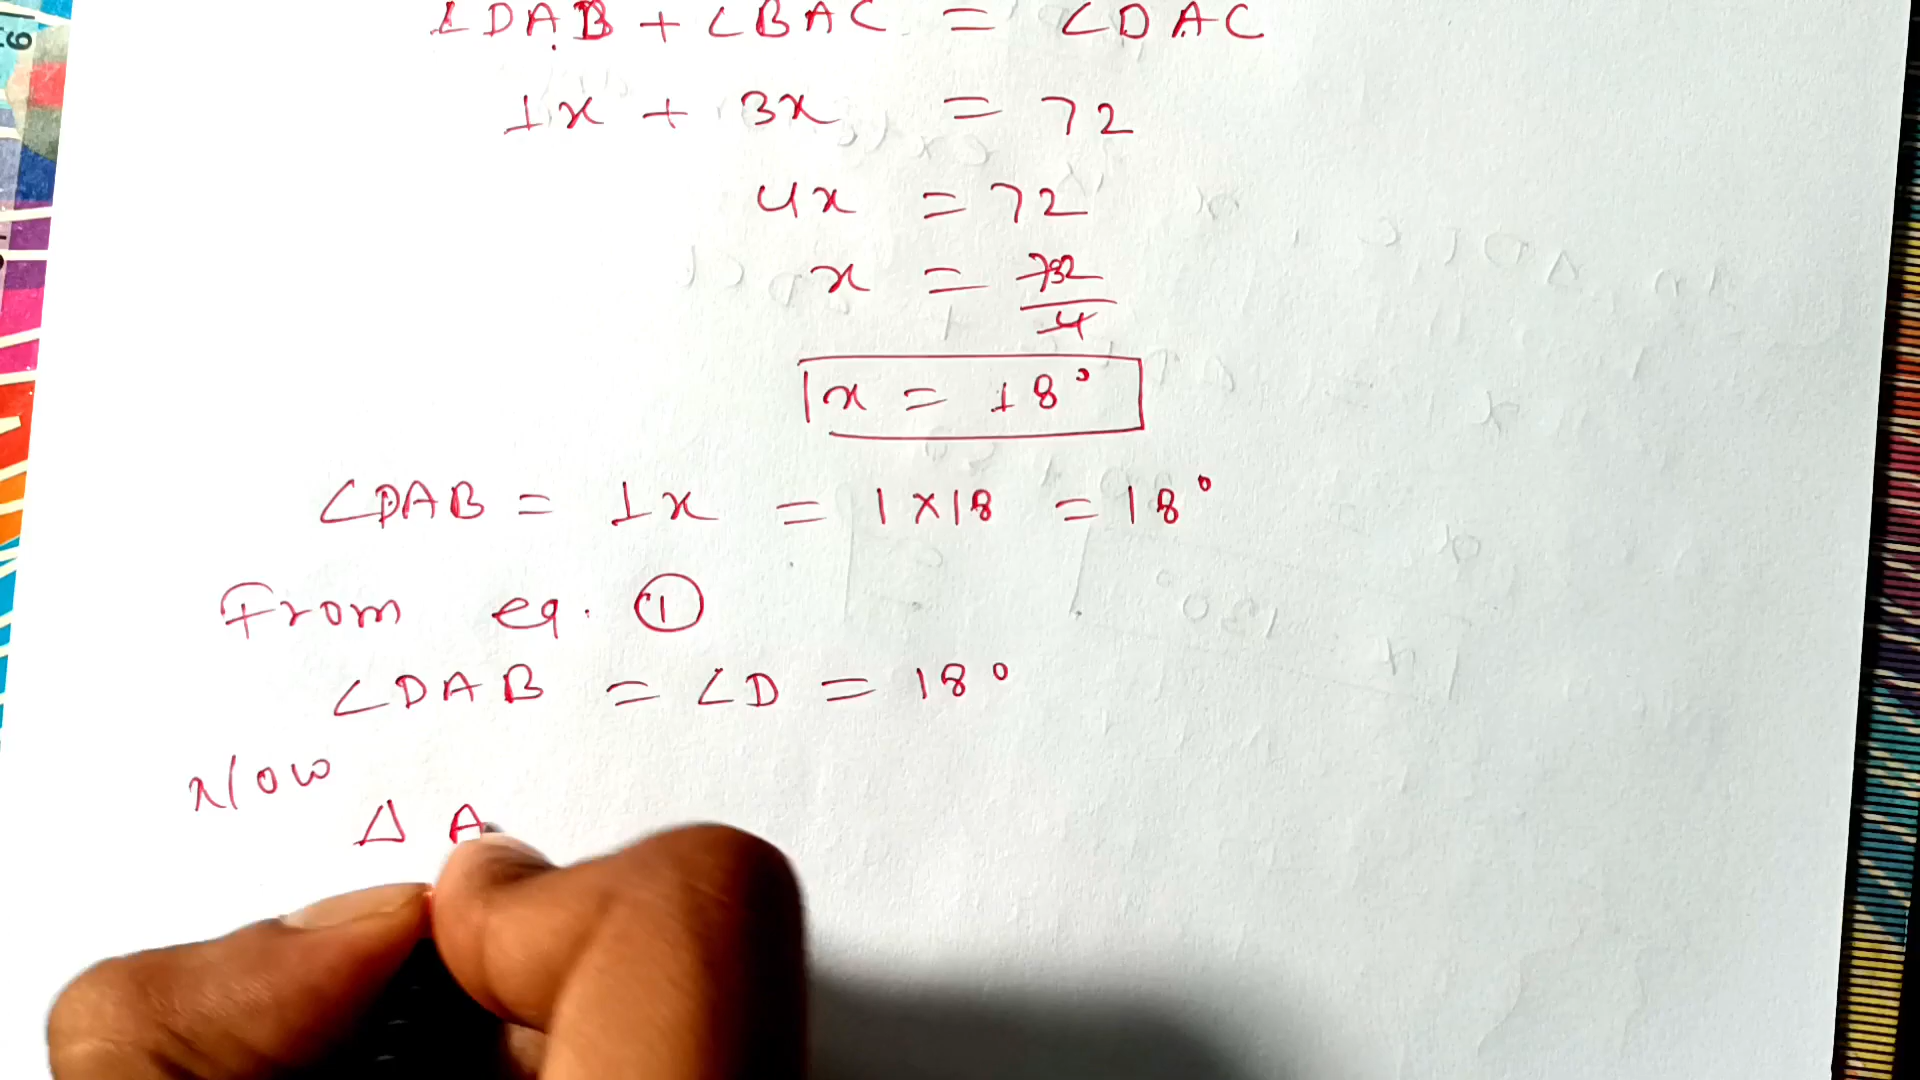 ∠DAB + ∠BAC = ∠DAC
1x + 3x = 72
4x = 72
x = 732/4
x = 18°
∠DAB = 1x = 1×18 = 18°
From eq. ①
∠DAB = ∠D = 18°
Now
Δ A